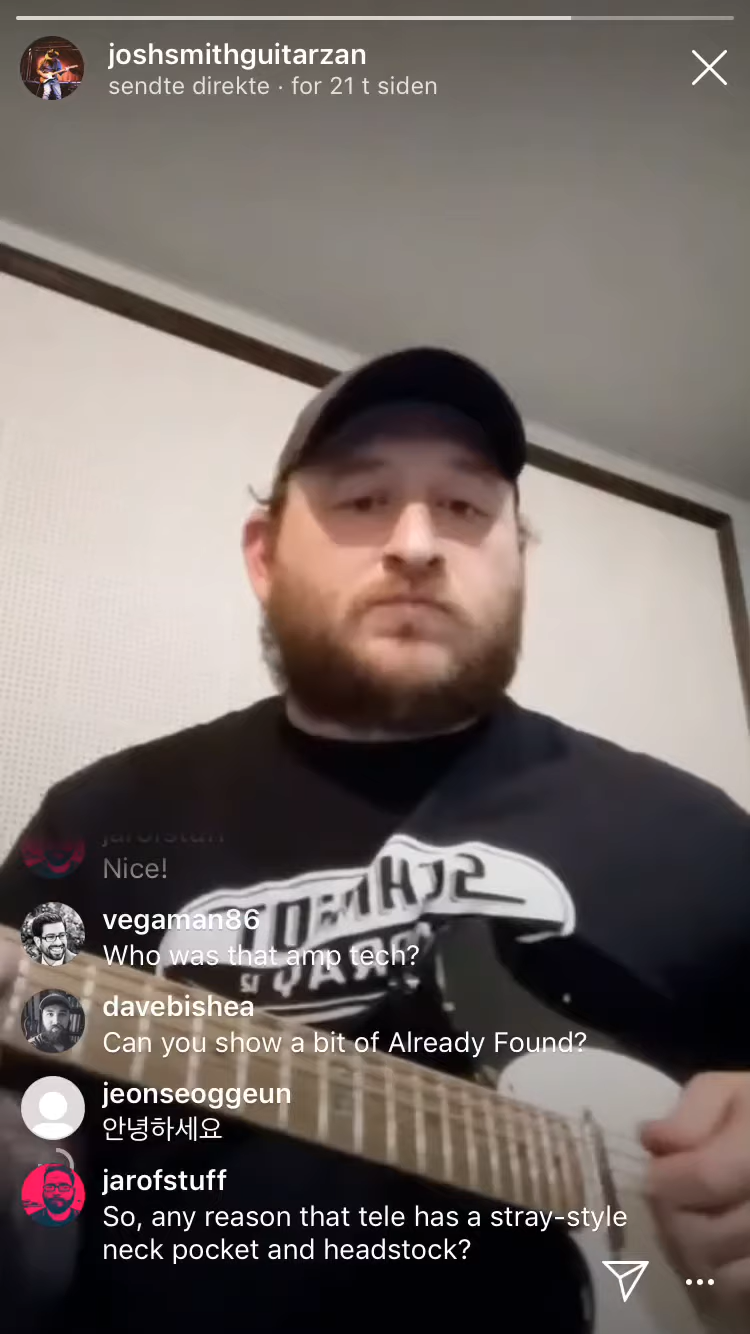 joshsmithguitarzan
sendte direkte · for 21 t siden
jarofstuff
Nice!
vegaman86
Who was that amp tech?
davebishea
Can you show a bit of Already Found?
jeonseoggeun
안녕하세요
jarofstuff
So, any reason that tele has a stray-style
neck pocket and headstock?